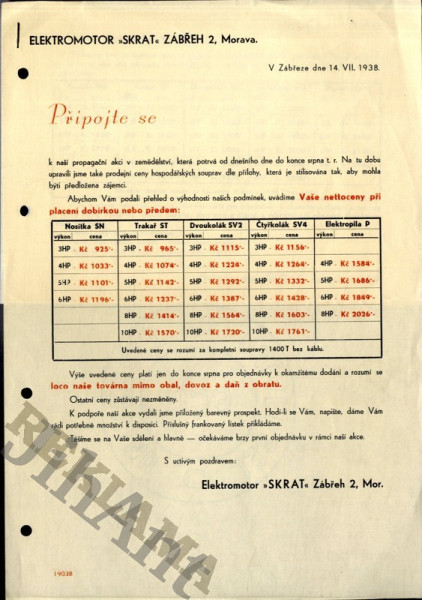 ELEKTROMOTOR »SKRAT« ZÁBŘEH 2, Morava.
V Zábřeze dne 14. VII. 1938.
Připojte se
k naší propagační akci v zemědělství, která potrvá od dnešního dne do konce srpna t. r. Na tu dobu
upravili jsme také prodejní ceny hospodářských souprav dle přílohy, která je stilisována tak, aby mohla
býti předložena zájemci.
Abychom Vám podali přehled o výhodnosti našich podmínek, uvádíme Vaše nettoceny při
placení dobírkou nebo předem:
Nosítka SN Trakař ST Dvoukolák SV2 Čtyřkolák SV4 Elektropila P
výkon cena výkon cena výkon cena výkon cena výkon cena
3HP - Kč 925'- 3HP - Kč 965'- 3HP - Kč 1115'- 3HP - Kč 1156'-
4HP - Kč 1033'- 4HP - Kč 1074'- 4HP - Kč 1224'- 4HP - Kč 1264'- 4HP - Kč 1584'-
5HP - Kč 1101'- 5HP - Kč 1142'- 5HP - Kč 1292'- 5HP - Kč 1332'- 5HP - Kč 1686'-
6HP - Kč 1196'- 6HP - Kč 1237'- 6HP - Kč 1387'- 6HP - Kč 1428'- 6HP - Kč 1849'-
8HP - Kč 1414'- 8HP - Kč 1564'- 8HP - Kč 1603'- 8HP - Kč 2026'-
10HP - Kč 1570'- 10HP - Kč 1720'- 10HP - Kč 1761'-
Uvedené ceny se rozumí za kompletní soupravy 1400 T bez káblu.
Výše uvedené ceny platí jen do konce srpna pro objednávky k okamžitému dodání a rozumí se
loco naše továrna mimo obal, dovoz a daň z obratu.
Ostatní ceny zůstávají nezměněny.
K podpoře naší akce vydali jsme přiložený barevný prospekt. Hodí-li se Vám, napište, dáme Vám
rádi potřebné množství k disposici. Příslušný frankovaný lístek přikládáme.
Těšíme se na Vaše sdělení a hlavně — očekáváme brzy první objednávku v rámci naší akce.
S uctivým pozdravem:
Elektromotor »SKRAT« Zábřeh 2, Mor.
REKLAMA
19038